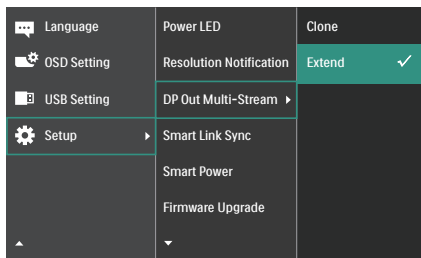 Language
OSD Setting
USB Setting
Setup
Power LED
Resolution Notification
DP Out Multi-Stream
Smart Link Sync
Smart Power
Firmware Upgrade
Clone
Extend